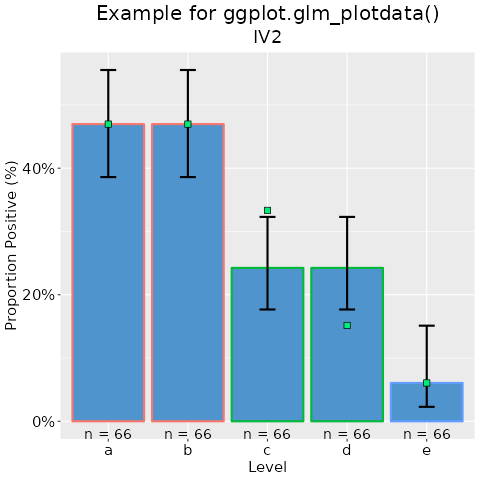 Example for ggplot.glm_plotdata()
IV2
Proportion Positive (%)
40%
20%
0%
n = 66 n = 66 n = 66 n = 66 n = 66
a b c d e
Level